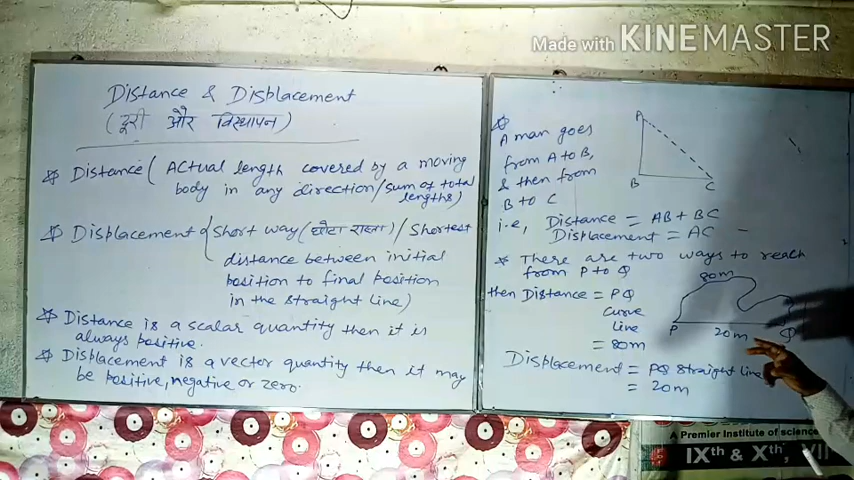 Made with KINEMASTER
Distance & Displacement
(दूरी और विस्थापन)
Distance (Actual length covered by a moving
body in any direction/sum of total
lengths)
Displacement (Short way (छोटा रास्ता)/Shortest
distance between initial
position to final position
in the straight line)
Distance is a scalar quantity then it is
always positive.
Displacement is a vector quantity then it may
be positive, negative or zero.
A man goes
from A to B,
& then from
B to C
i.e, Distance = AB + BC
Displacement = AC
A
B
C
There are two ways to reach
from P to Q
then Distance = PQ
curve
line
= 80m
80m
P
20m
Q
Displacement = PQ straight line
= 20m
A Premier Institute of science
IXth & Xth, VII